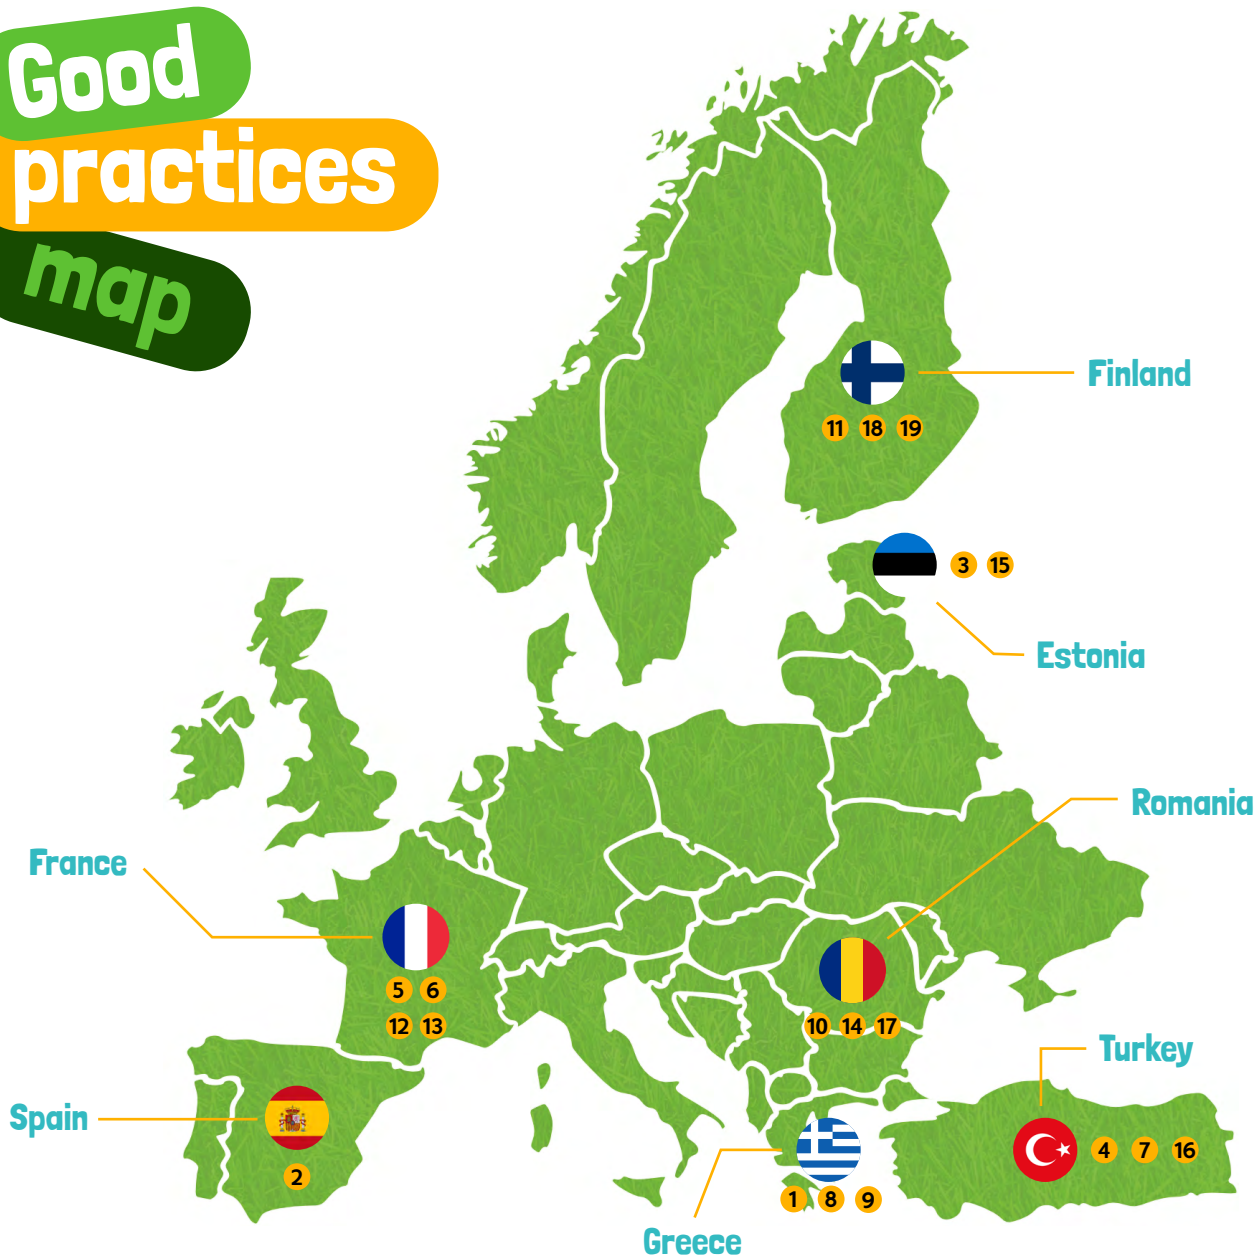 Good
practices
map
Finland
11 18 19
3 15
Estonia
Romania
France
5 6
12 13
10 14 17
Turkey
Spain
2
4 7 16
1 8 9
Greece